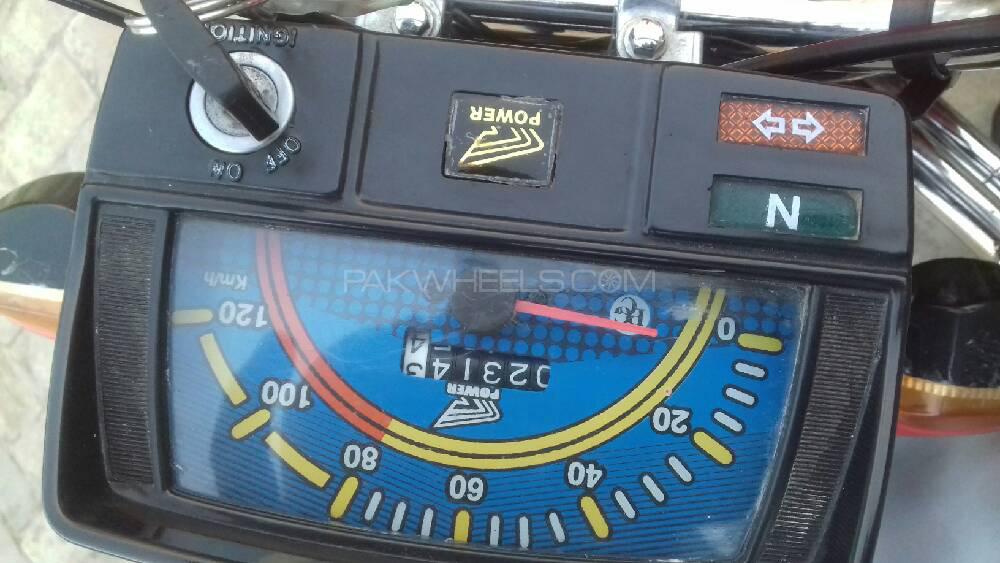 40
60
80
20
100
0
120
Km/h
POWER
02314
N
POWER
ON
OFF
IGNITION
PAKWHEELS.COM